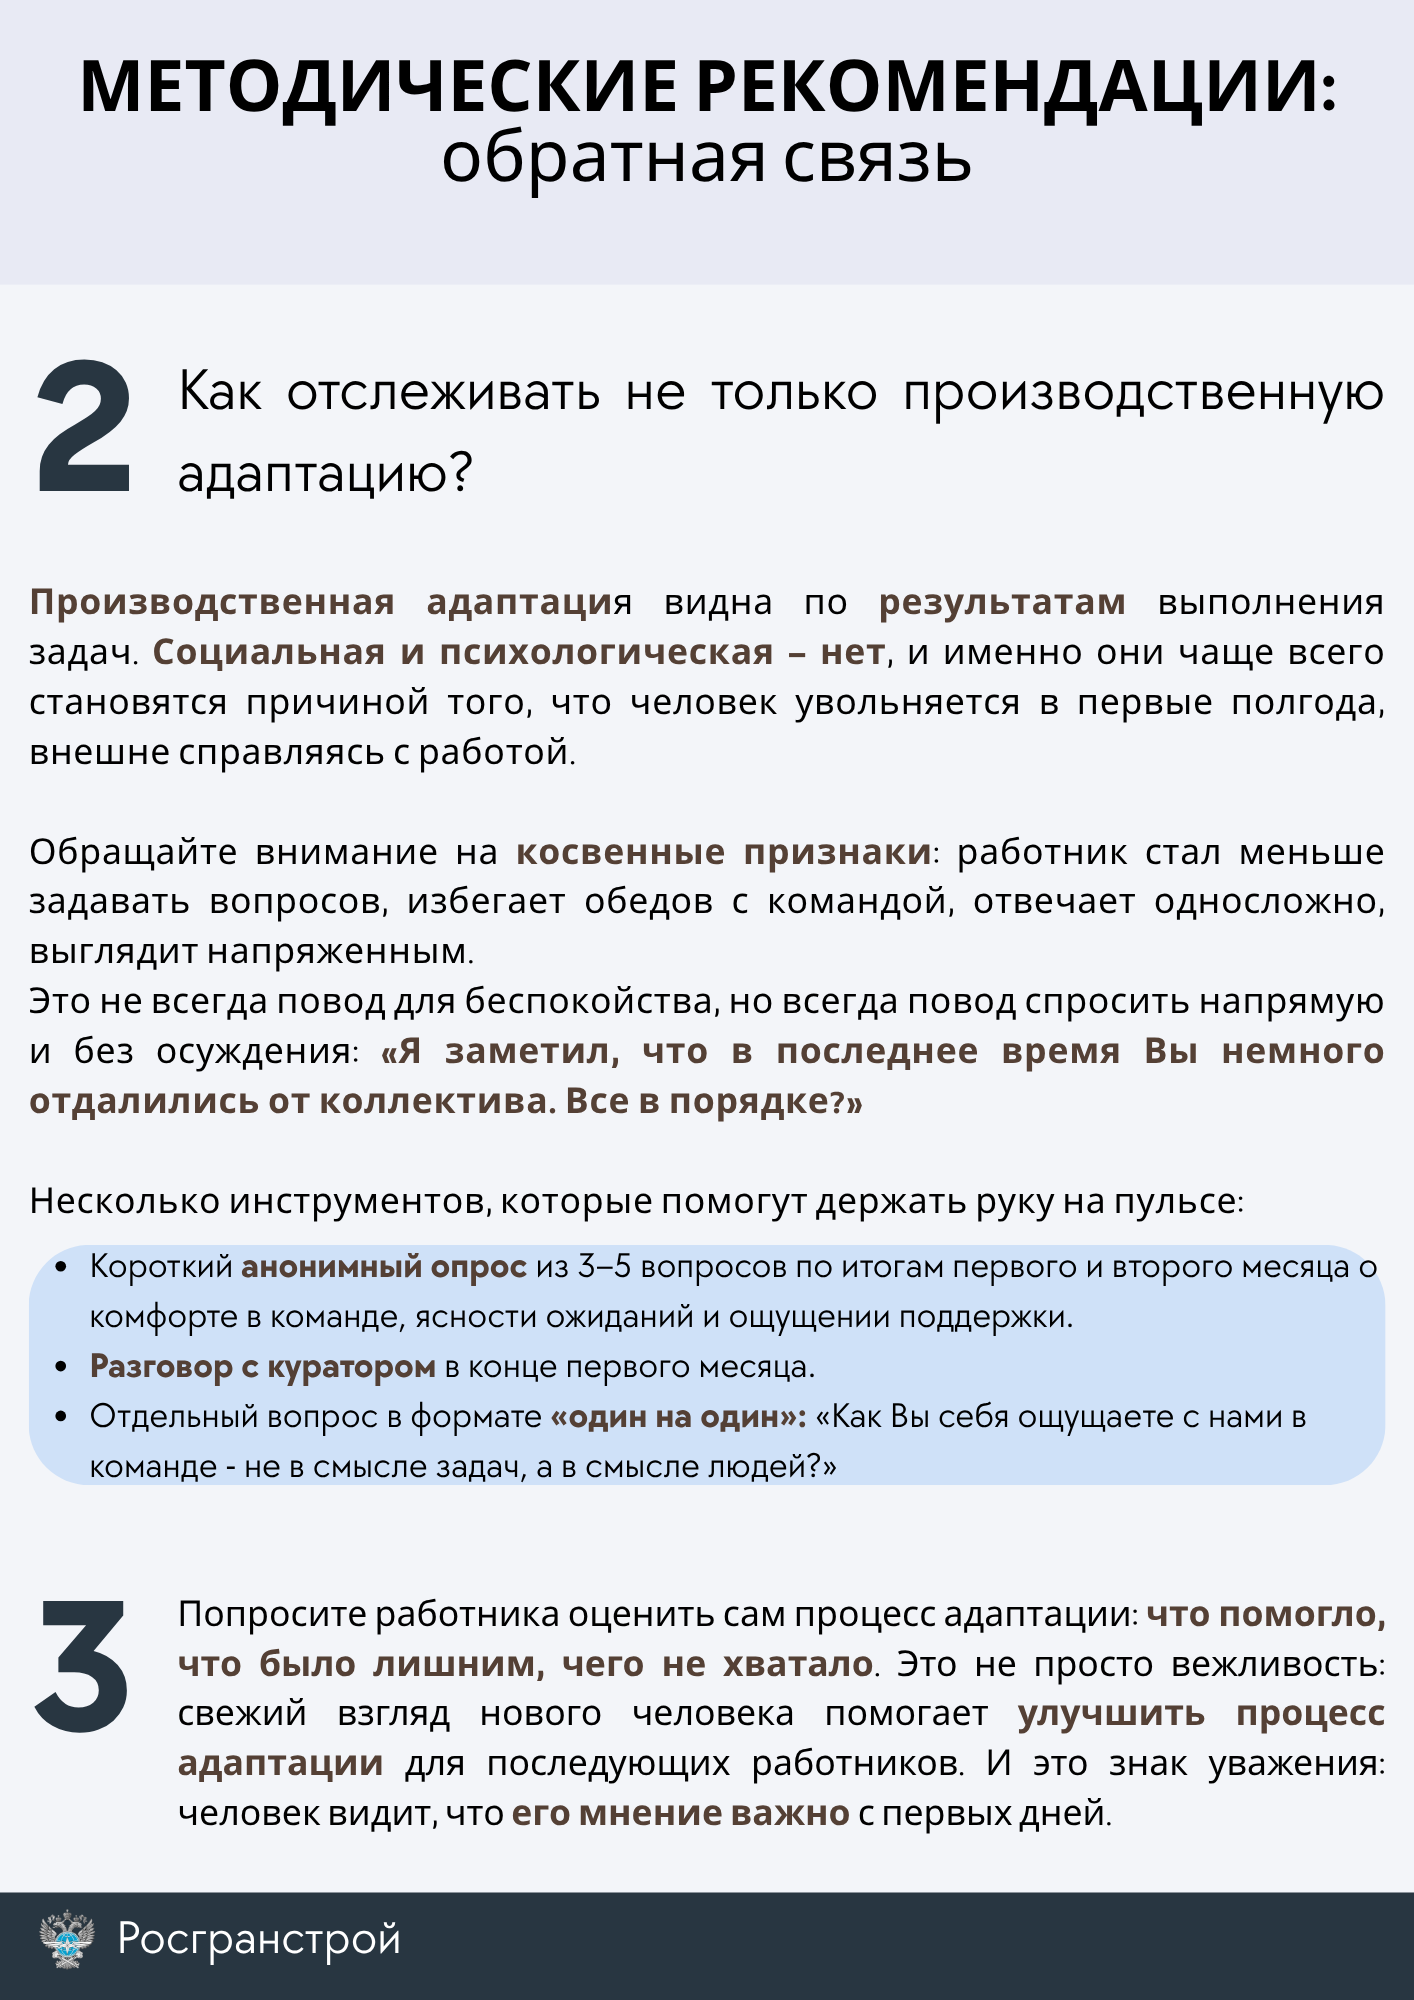 МЕТОДИЧЕСКИЕ РЕКОМЕНДАЦИИ:
обратная связь
2
Как отслеживать не только производственную
адаптацию?
Производственная адаптация видна по результатам выполнения
задач. Социальная и психологическая – нет, и именно они чаще всего
становятся причиной того, что человек увольняется в первые полгода,
внешне справляясь с работой.
Обращайте внимание на косвенные признаки: работник стал меньше
задавать вопросов, избегает обедов с командой, отвечает односложно,
выглядит напряженным.
Это не всегда повод для беспокойства, но всегда повод спросить напрямую
и без осуждения: «Я заметил, что в последнее время Вы немного
отдалились от коллектива. Все в порядке?»
Несколько инструментов, которые помогут держать руку на пульсе:
• Короткий анонимный опрос из 3–5 вопросов по итогам первого и второго месяца о
комфорте в команде, ясности ожиданий и ощущении поддержки.
• Разговор с куратором в конце первого месяца.
• Отдельный вопрос в формате «один на один»: «Как Вы себя ощущаете с нами в
команде - не в смысле задач, а в смысле людей?»
3
Попросите работника оценить сам процесс адаптации: что помогло,
что было лишним, чего не хватало. Это не просто вежливость:
свежий взгляд нового человека помогает улучшить процесс
адаптации для последующих работников. И это знак уважения:
человек видит, что его мнение важно с первых дней.
Росгранстрой